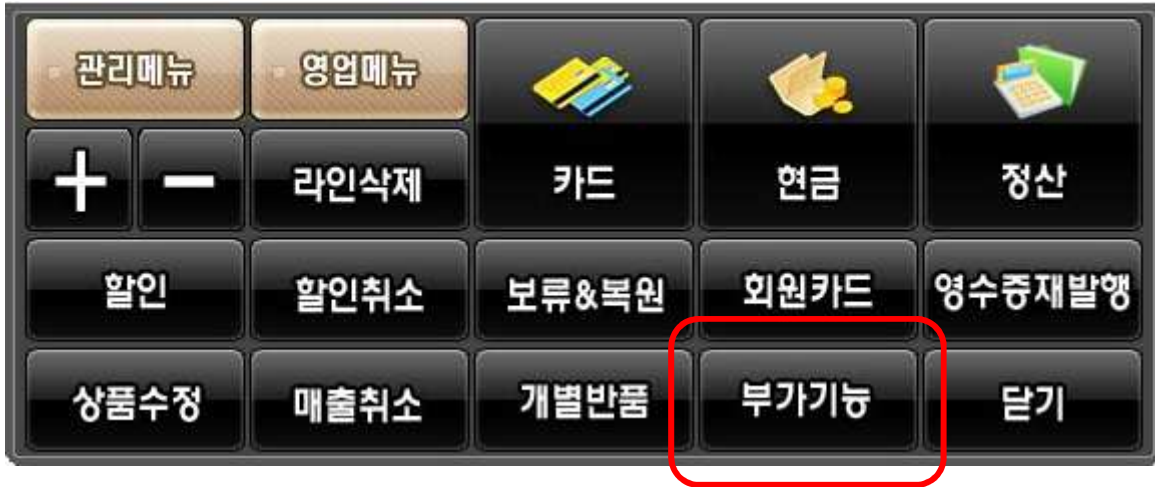 관리메뉴 영업메뉴
카드 현금 정산
+ - 라인삭제
할인 할인취소 보류&복원 회원카드 영수증재발행
상품수정 매출취소 개별반품 부가기능 닫기